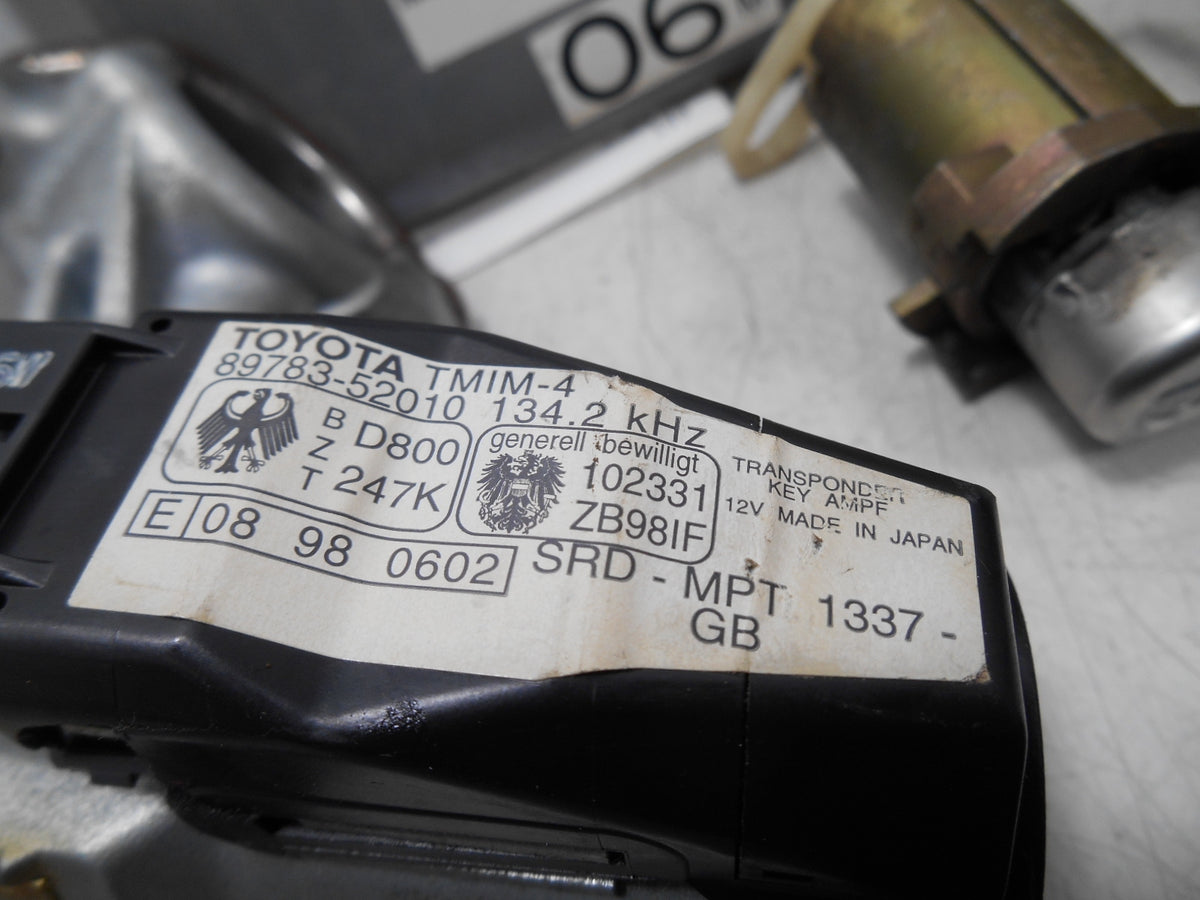 06
TOYOTA TMIM-4
89783-52010 134.2 kHz
BZT D800
247K
generell bewilligt
102331
ZB98IF
E 08 98 0602
TRANSPONDER
KEY AMPF
12V MADE IN JAPAN
SRD - MPT 1337 -
GB